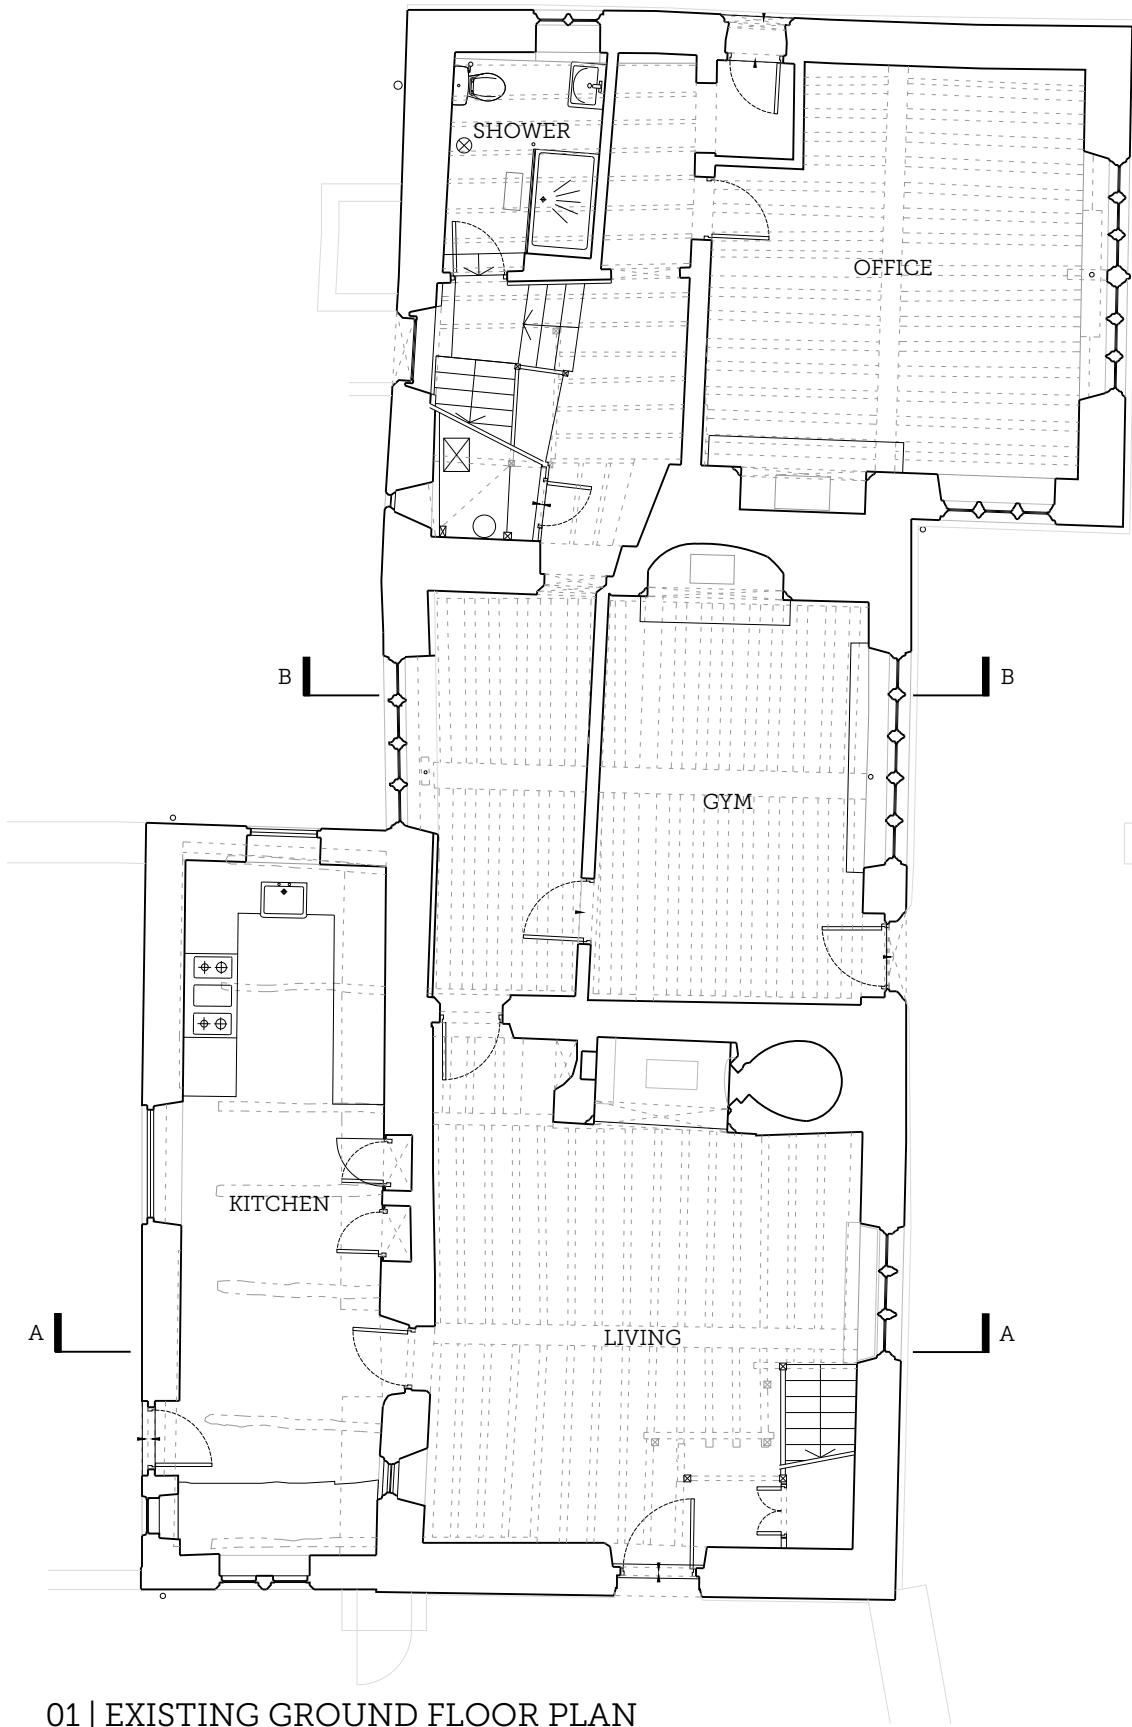 SHOWER
OFFICE
B
B
GYM
KITCHEN
A
LIVING
A
01 | EXISTING GROUND FLOOR PLAN